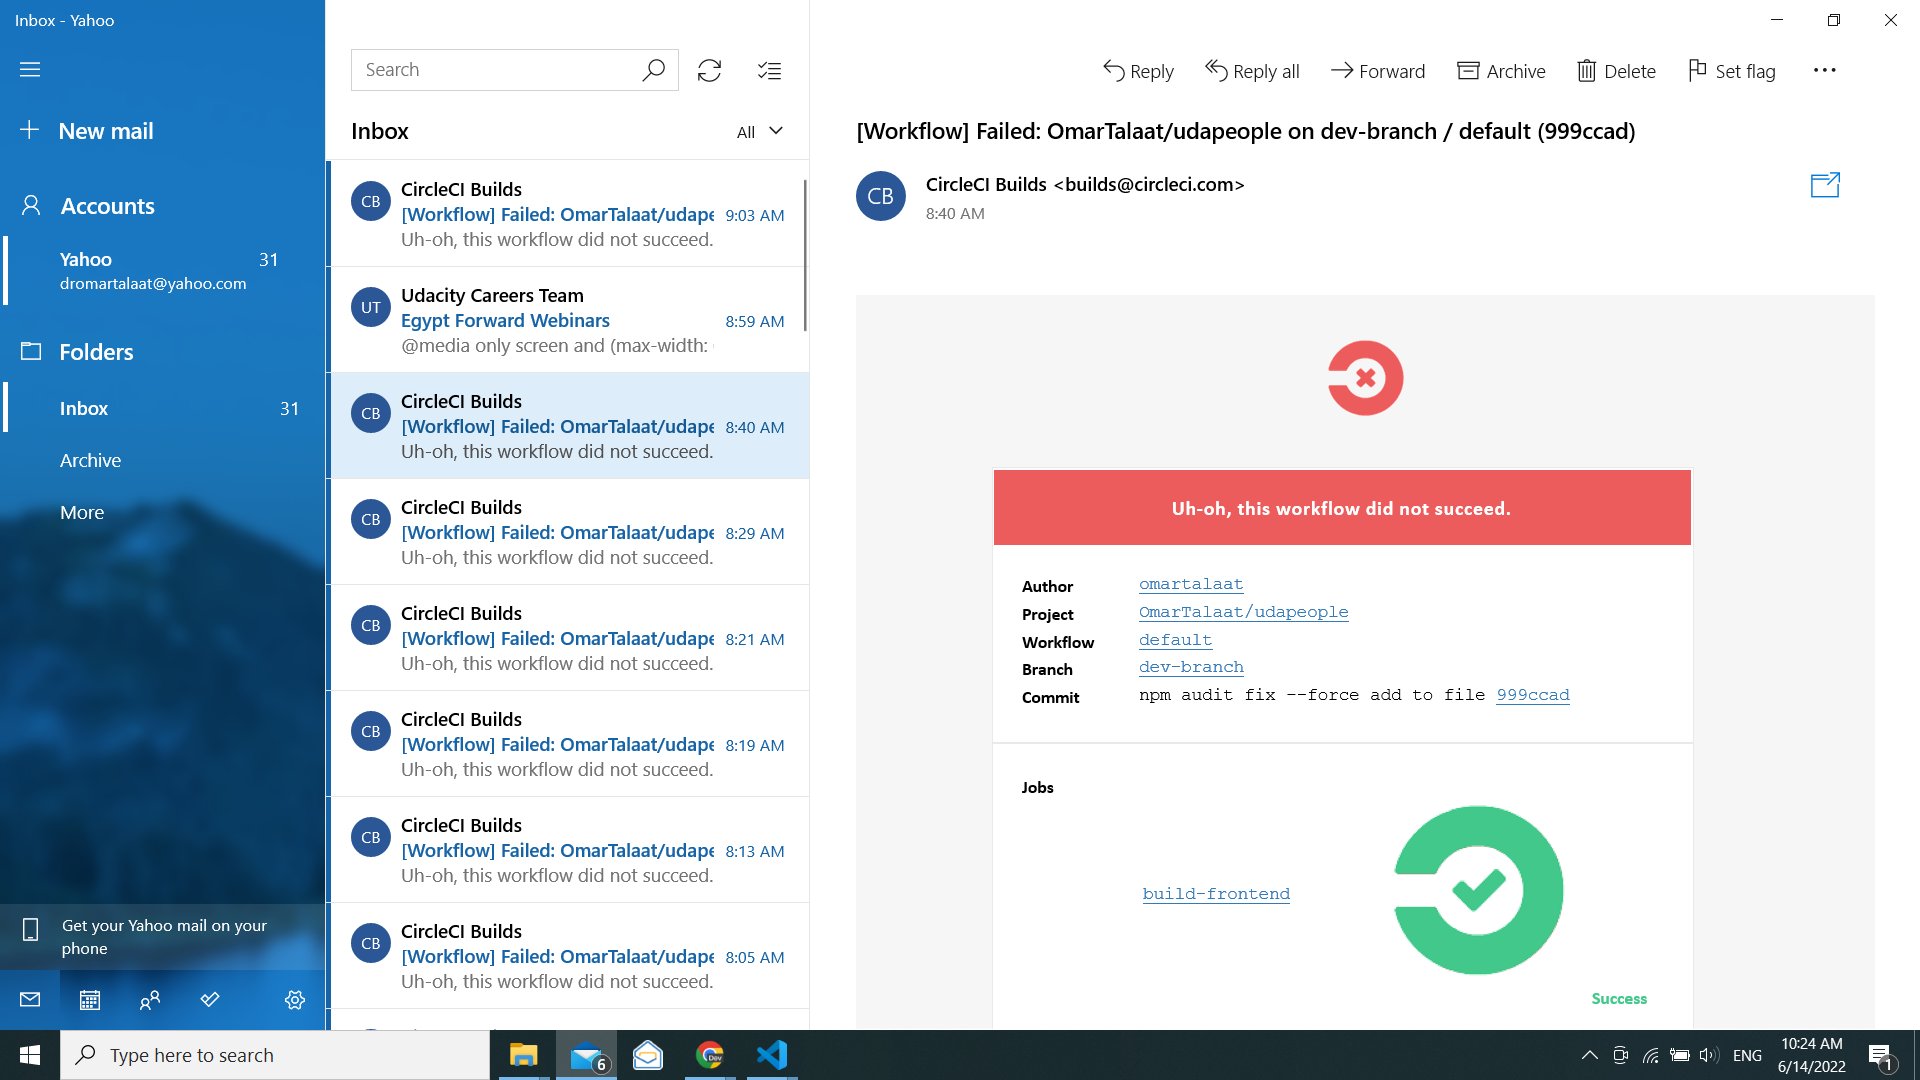 Inbox - Yahoo
New mail
Accounts
Yahoo 31
dromartalaat@yahoo.com
Folders
Inbox 31
Archive
More
Get your Yahoo mail on your
phone
Search
Inbox All
CB CircleCI Builds
[Workflow] Failed: OmarTalaat/udape 9:03 AM
Uh-oh, this workflow did not succeed.
UT Udacity Careers Team
Egypt Forward Webinars 8:59 AM
@media only screen and (max-width:
CB CircleCI Builds
[Workflow] Failed: OmarTalaat/udape 8:40 AM
Uh-oh, this workflow did not succeed.
CB CircleCI Builds
[Workflow] Failed: OmarTalaat/udape 8:29 AM
Uh-oh, this workflow did not succeed.
CB CircleCI Builds
[Workflow] Failed: OmarTalaat/udape 8:21 AM
Uh-oh, this workflow did not succeed.
CB CircleCI Builds
[Workflow] Failed: OmarTalaat/udape 8:19 AM
Uh-oh, this workflow did not succeed.
CB CircleCI Builds
[Workflow] Failed: OmarTalaat/udape 8:13 AM
Uh-oh, this workflow did not succeed.
CB CircleCI Builds
[Workflow] Failed: OmarTalaat/udape 8:05 AM
Uh-oh, this workflow did not succeed.
Reply Reply all Forward Archive Delete Set flag
[Workflow] Failed: OmarTalaat/udapeople on dev-branch / default (999ccad)
CB CircleCI Builds <builds@circleci.com>
8:40 AM
Uh-oh, this workflow did not succeed.
Author omartalaat
Project OmarTalaat/udapeople
Workflow default
Branch dev-branch
Commit npm audit fix --force add to file 999ccad
Jobs
build-frontend
Success
Type here to search
6
Dev
ENG
10:24 AM
6/14/2022
1